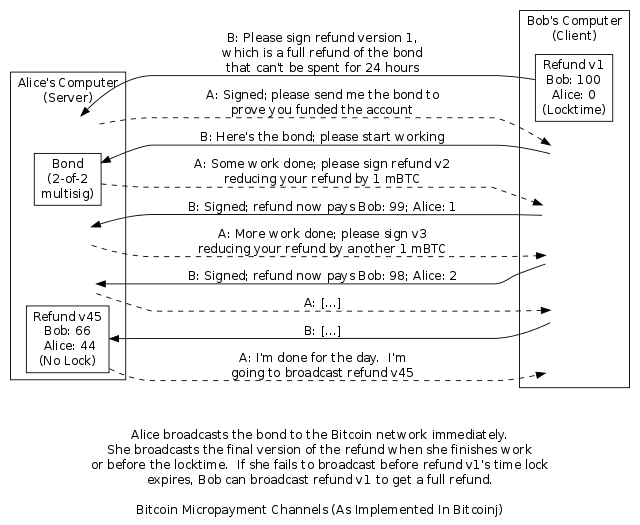 Bob's Computer
(Client)
B: Please sign refund version 1,
which is a full refund of the bond
that can't be spent for 24 hours
Refund v1
Bob: 100
Alice: 0
(Locktime)
Alice's Computer
(Server)
A: Signed; please send me the bond to
prove you funded the account
B: Here's the bond; please start working
Bond
(2-of-2
multisig)
A: Some work done; please sign refund v2
reducing your refund by 1 mBTC
B: Signed; refund now pays Bob: 99; Alice: 1
A: More work done; please sign v3
reducing your refund by another 1 mBTC
B: Signed; refund now pays Bob: 98; Alice: 2
A: [...]
Refund v45
Bob: 66
Alice: 44
(No Lock)
B: [...]
A: I'm done for the day. I'm
going to broadcast refund v45
Alice broadcasts the bond to the Bitcoin network immediately.
She broadcasts the final version of the refund when she finishes work
or before the locktime. If she fails to broadcast before refund v1's time lock
expires, Bob can broadcast refund v1 to get a full refund.
Bitcoin Micropayment Channels (As Implemented In Bitcoinj)